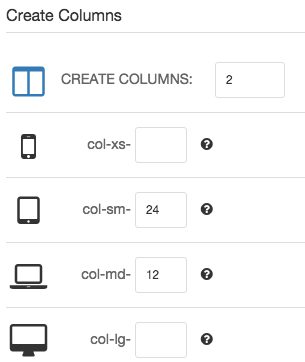 Create Columns
CREATE COLUMNS: 2
col-xs-
col-sm- 24
col-md- 12
col-lg-